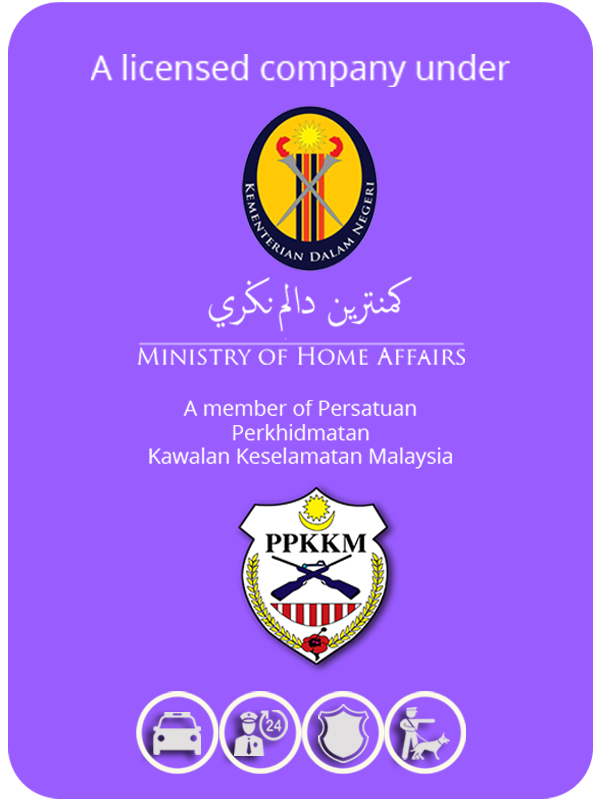 A licensed company under
KEMENTERIAN DALAM NEGERI
كمنترين دالم نݢري
MINISTRY OF HOME AFFAIRS
A member of Persatuan
Perkhidmatan
Kawalan Keselamatan Malaysia
PPKKM
24